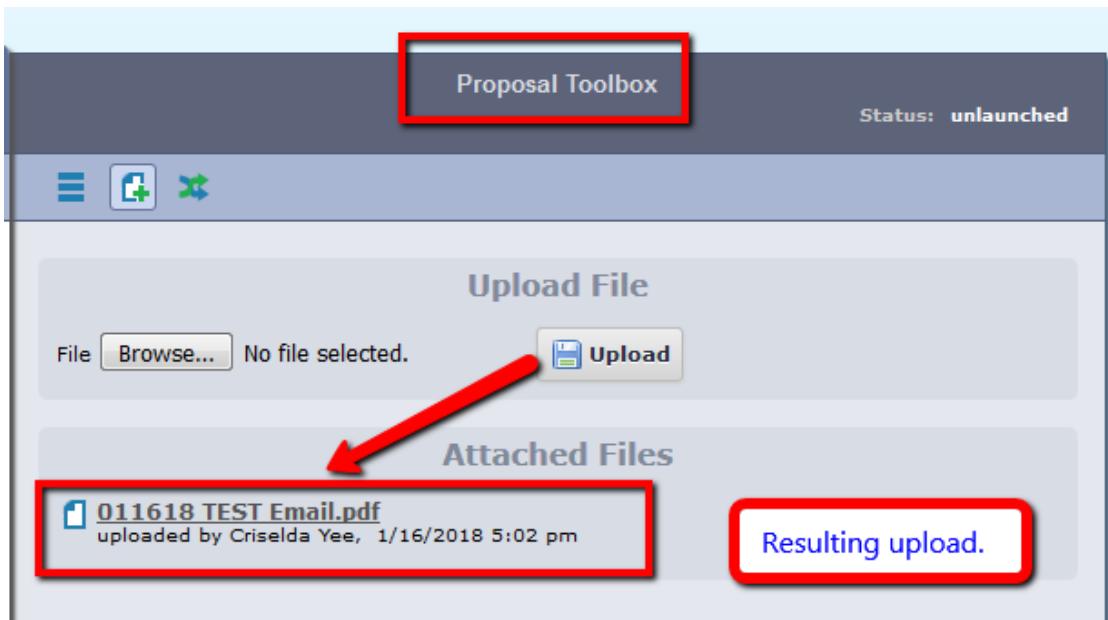 Proposal Toolbox
Status: unlaunched
Upload File
File Browse... No file selected. Upload
Attached Files
011618 TEST Email.pdf
uploaded by Criselda Yee, 1/16/2018 5:02 pm
Resulting upload.